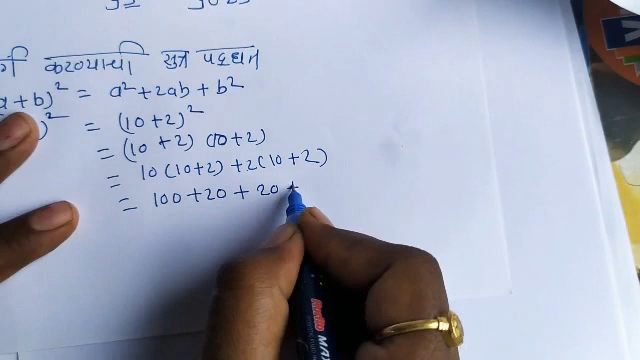 करण्याची सुत्र पद्धत
a + b)² = a² + 2ab + b²
)² = (10 + 2)²
= (10 + 2) (10 + 2)
= 10 (10 + 2) + 2 (10 + 2)
= 100 + 20 + 20 +